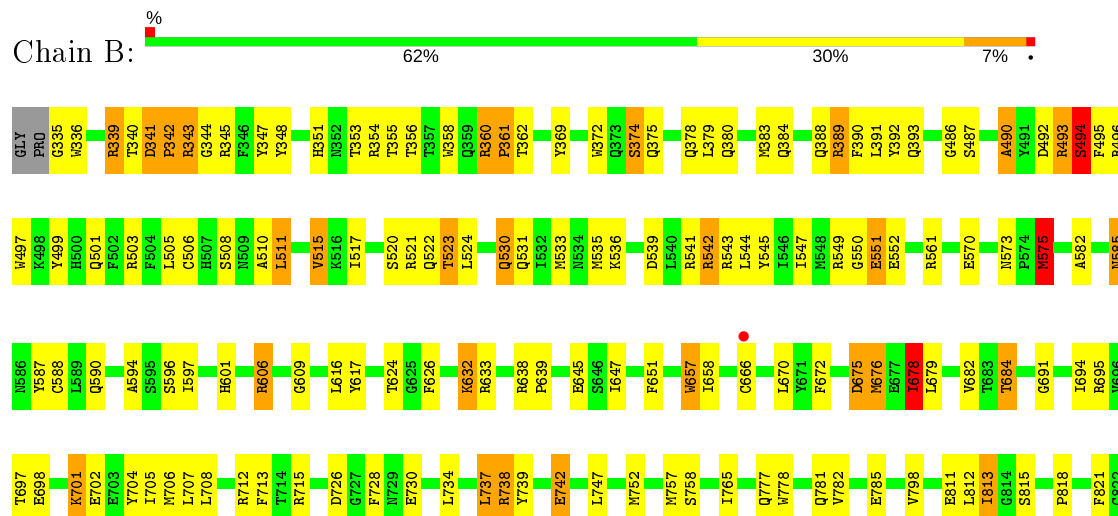 %
Chain B:
62% 30% 7% •
GLY PRO G335 W336 R339 T340 D341 P342 R343 G344 R345 F346 Y347 Y348 H351 N352 T353 R354 T355 T356 T357 W358 Q359 R360 P361 T362 Y369 W372 Q373 S374 Q375 Q378 L379 Q380 M383 Q384 Q388 R389 F390 L391 Y392 Q393 G486 S487 A490 Y491 D492 R493 S494 F495 R496
W497 K498 Y499 H500 Q501 F502 R503 F504 L505 C506 H507 S508 N509 A510 L511 V515 K516 I517 S520 R521 Q522 T523 L524 Q530 Q531 I532 M533 N534 M535 K536 D539 L540 R541 R542 R543 L544 Y545 I546 I547 M548 R549 G550 E551 E552 R561 E570 N573 P574 M575 A582 N585
N586 Y587 C588 L589 Q590 A594 S595 S596 I597 H601 R606 G609 L616 Y617 T624 G625 F626 K632 R633 R638 P639 E645 S646 I647 F651 W657 I658 C666 L670 Y671 F672 D675 M676 E677 I678 L679 V682 T683 T684 G691 I694 R695
T697 E698 K701 E702 E703 Y704 I705 M706 L707 L708 R712 F713 T714 R715 D726 G727 F728 N729 E730 L734 L737 R738 Y739 E742 L747 M752 M757 S758 I765 Q777 W778 Q781 V782 E785 V798 E811 L812 I813 G814 S815 P818 F821